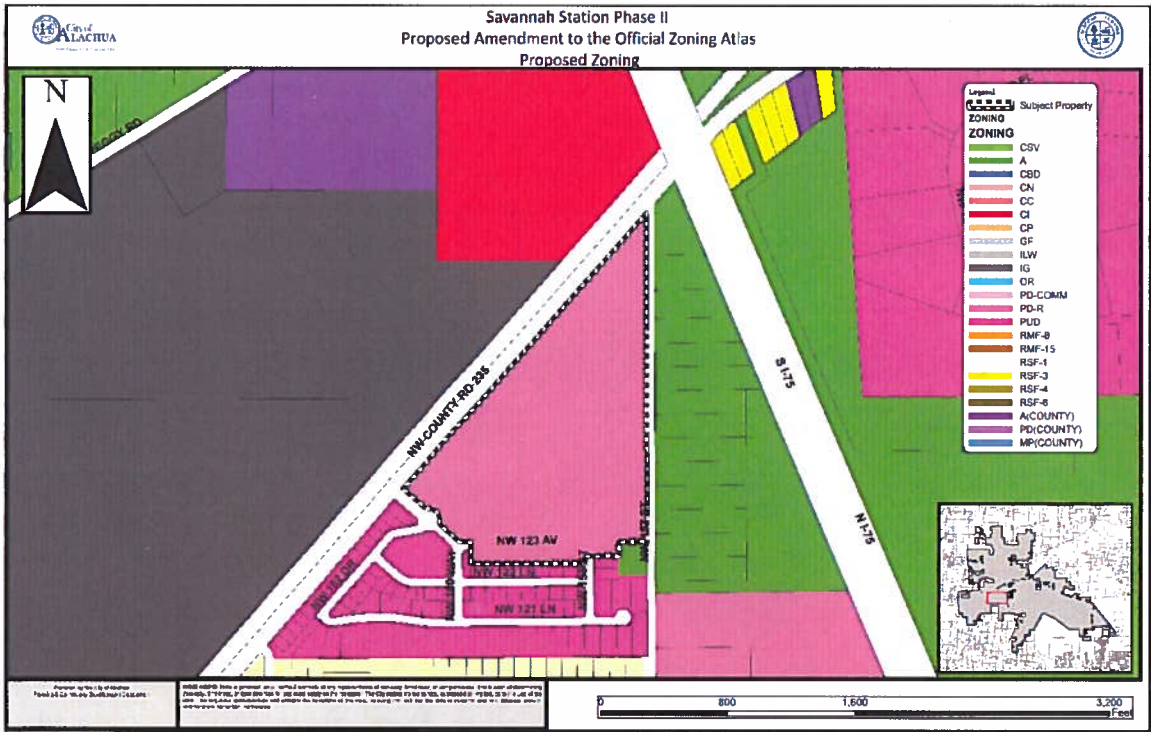 City of
ALACHUA
Savannah Station Phase II
Proposed Amendment to the Official Zoning Atlas
Proposed Zoning
N
Legend
Subject Property
ZONING
ZONING
CSV
A
CBD
CN
CC
CI
CP
GF
ILW
IG
OR
PD-COMM
PD-R
PUD
RMF-8
RMF-15
RSF-1
RSF-3
RSF-4
RSF-6
A(COUNTY)
PD(COUNTY)
MP(COUNTY)
NW-COUNTY-RD-235
S I-75
N I-75
NW 123 AV
NW 122 LN
NW 121 LN
0 800 1,600 3,200
Feet